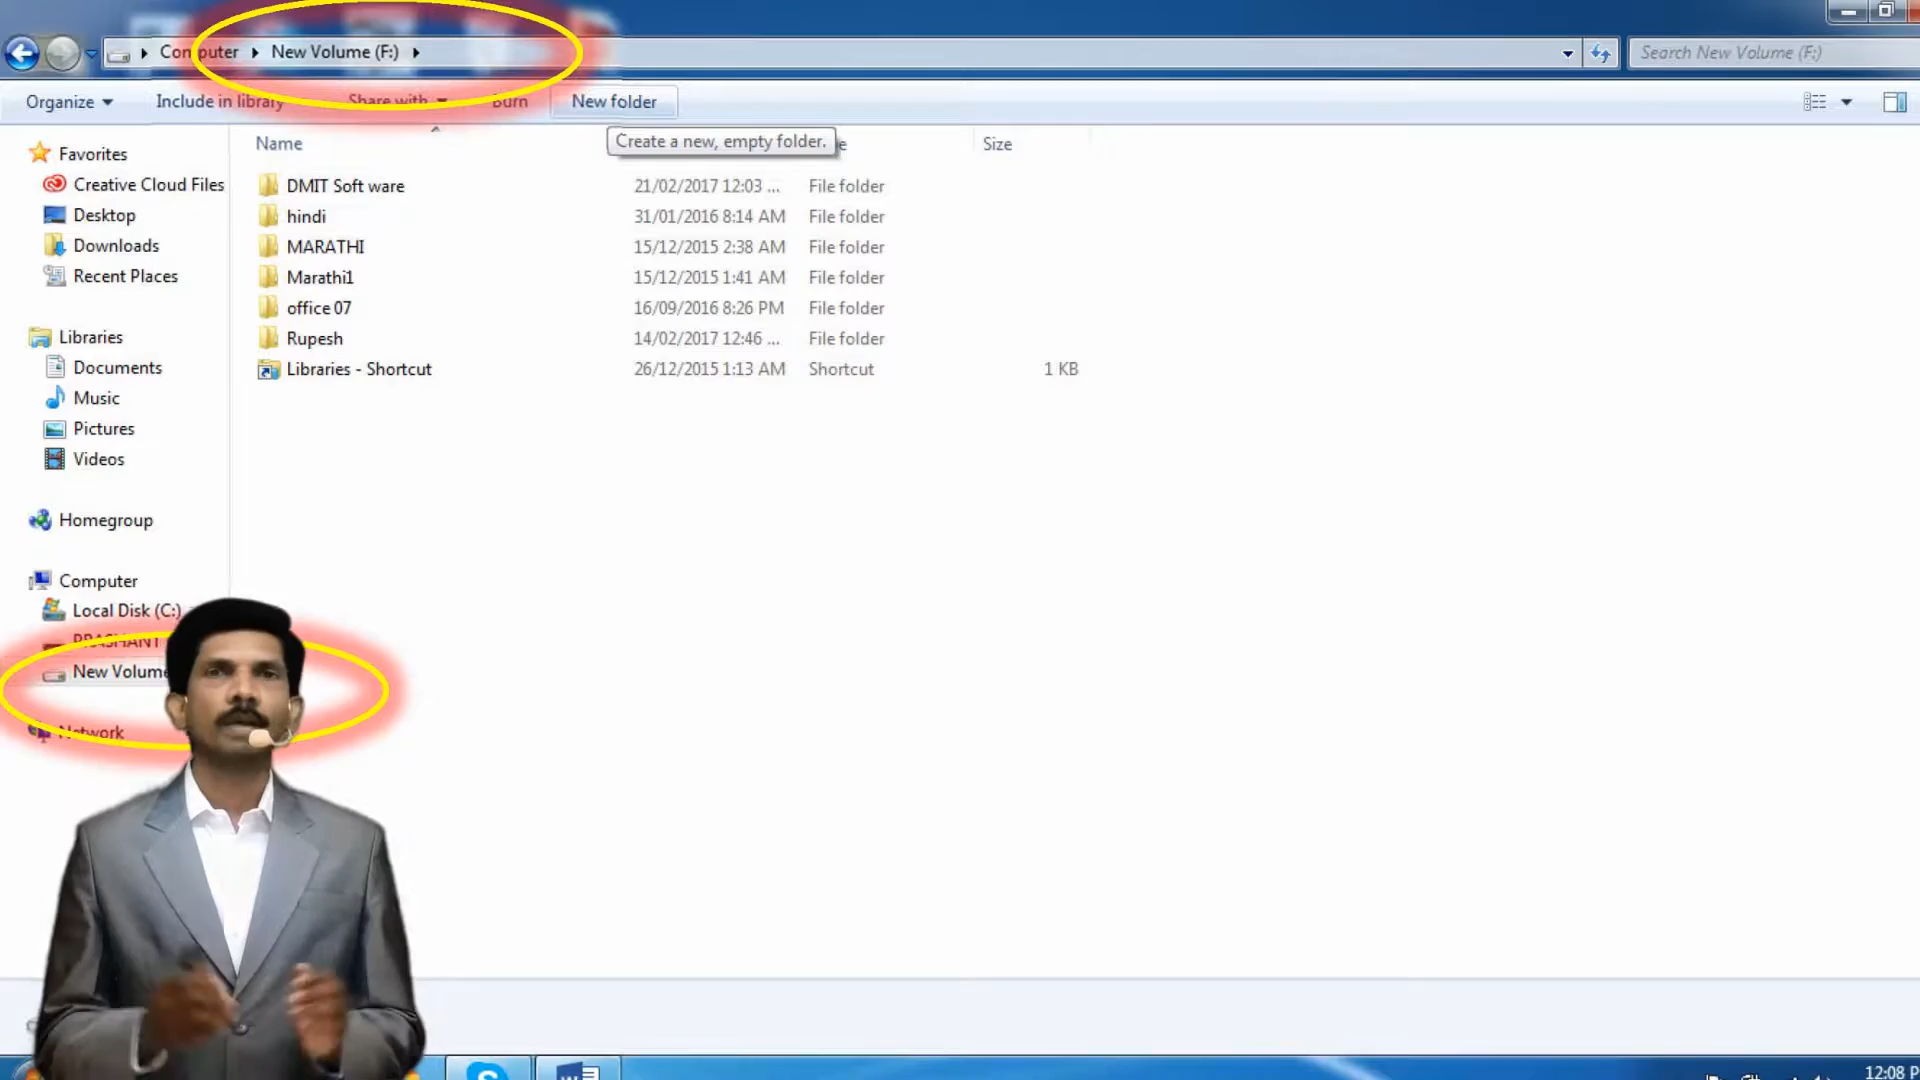 Computer New Volume (F:) Search New Volume (F:)
Organize Include in library Share with Burn New folder
Create a new, empty folder.
Name Size
Favorites
Creative Cloud Files
Desktop
Downloads
Recent Places
Libraries
Documents
Music
Pictures
Videos
Homegroup
Computer
Local Disk (C:)
PRASHANT
New Volume
Network
DMIT Soft ware 21/02/2017 12:03 ... File folder
hindi 31/01/2016 8:14 AM File folder
MARATHI 15/12/2015 2:38 AM File folder
Marathi1 15/12/2015 1:41 AM File folder
office 07 16/09/2016 8:26 PM File folder
Rupesh 14/02/2017 12:46 ... File folder
Libraries - Shortcut 26/12/2015 1:13 AM Shortcut 1 KB
12:08 P